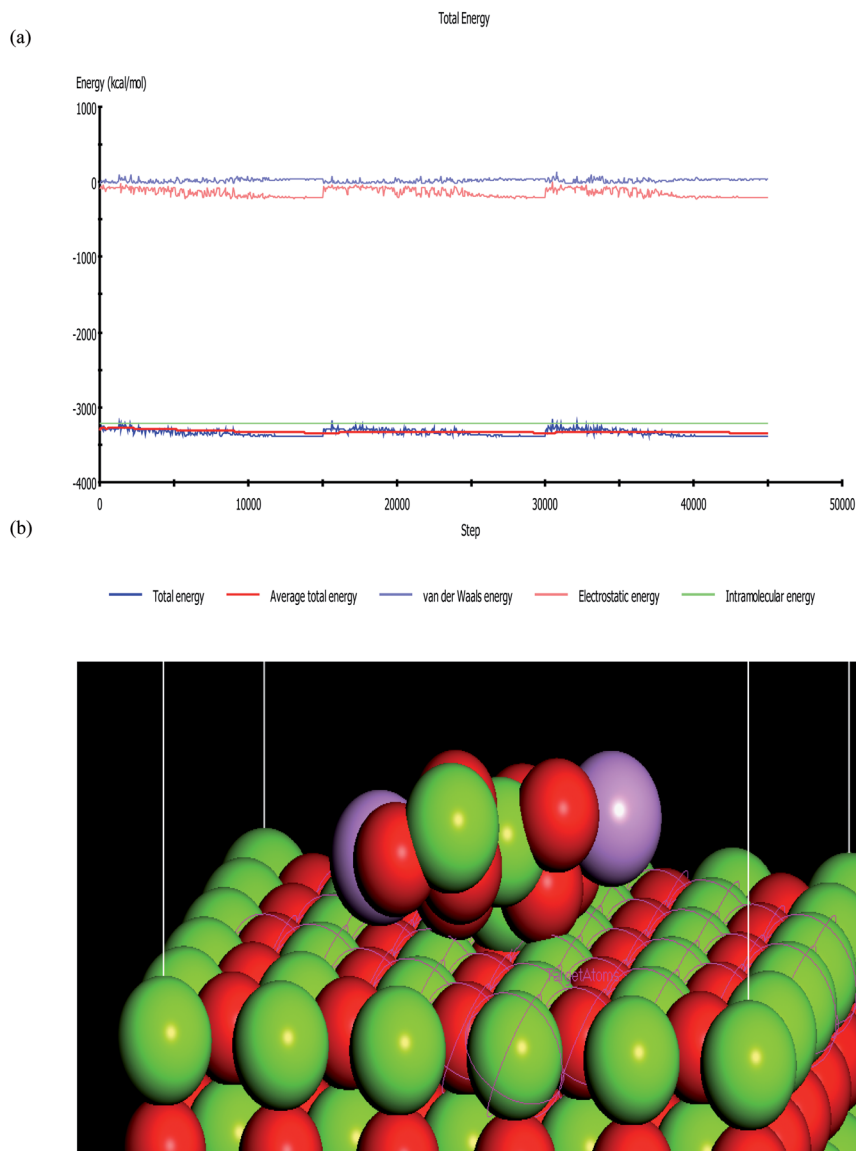 Total Energy
(a)
Energy (kcal/mol)
1000
0
-1000
-2000
-3000
-4000
0 10000 20000 30000 40000 50000
Step
(b)
Total energy Average total energy van der Waals energy Electrostatic energy Intramolecular energy
TargetAtoms